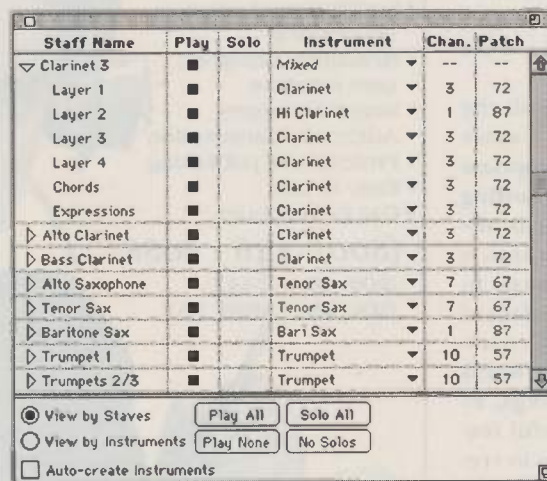 Staff Name Play Solo Instrument Chan. Patch
Clarinet 3 Mixed -- --
Layer 1 Clarinet 3 72
Layer 2 Hi Clarinet 1 87
Layer 3 Clarinet 3 72
Layer 4 Clarinet 3 72
Chords Clarinet 3 72
Expressions Clarinet 3 72
Alto Clarinet Clarinet 3 72
Bass Clarinet Clarinet 3 72
Alto Saxophone Tenor Sax 7 67
Tenor Sax Tenor Sax 7 67
Baritone Sax Bari Sax 1 87
Trumpet 1 Trumpet 10 57
Trumpets 2/3 Trumpet 10 57
View by Staves Play All Solo All
View by Instruments Play None No Solos
Auto-create Instruments